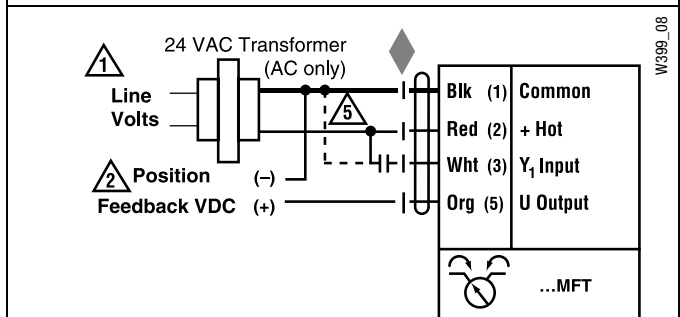 W399_08
24 VAC Transformer
(AC only)
1
Line
Volts
5
Blk (1) Common
Red (2) + Hot
Wht (3) Y1 Input
Org (5) U Output
2 Position (–)
Feedback VDC (+)
...MFT